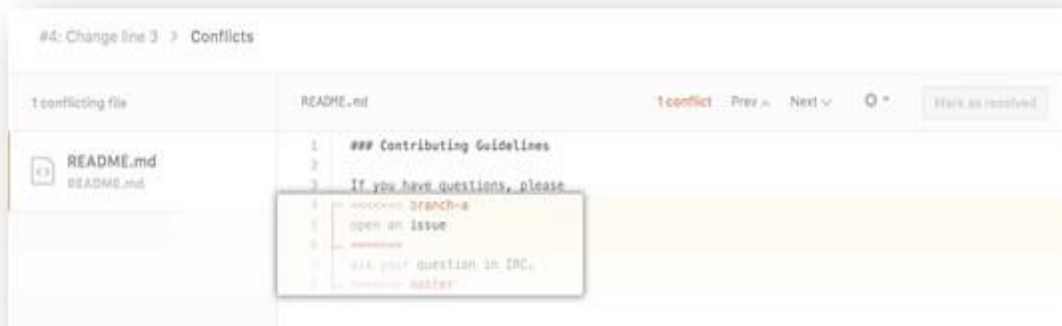 #4: Change line 3 > Conflicts
1 conflicting file
README.md
1 conflict Prev Next
Mark as resolved
README.md
README.md
1 ### Contributing Guidelines
2
3 If you have questions, please
4 <<<<<<< branch-a
5 open an issue
6 =======
7 ask your question in IRC.
8 >>>>>>> master